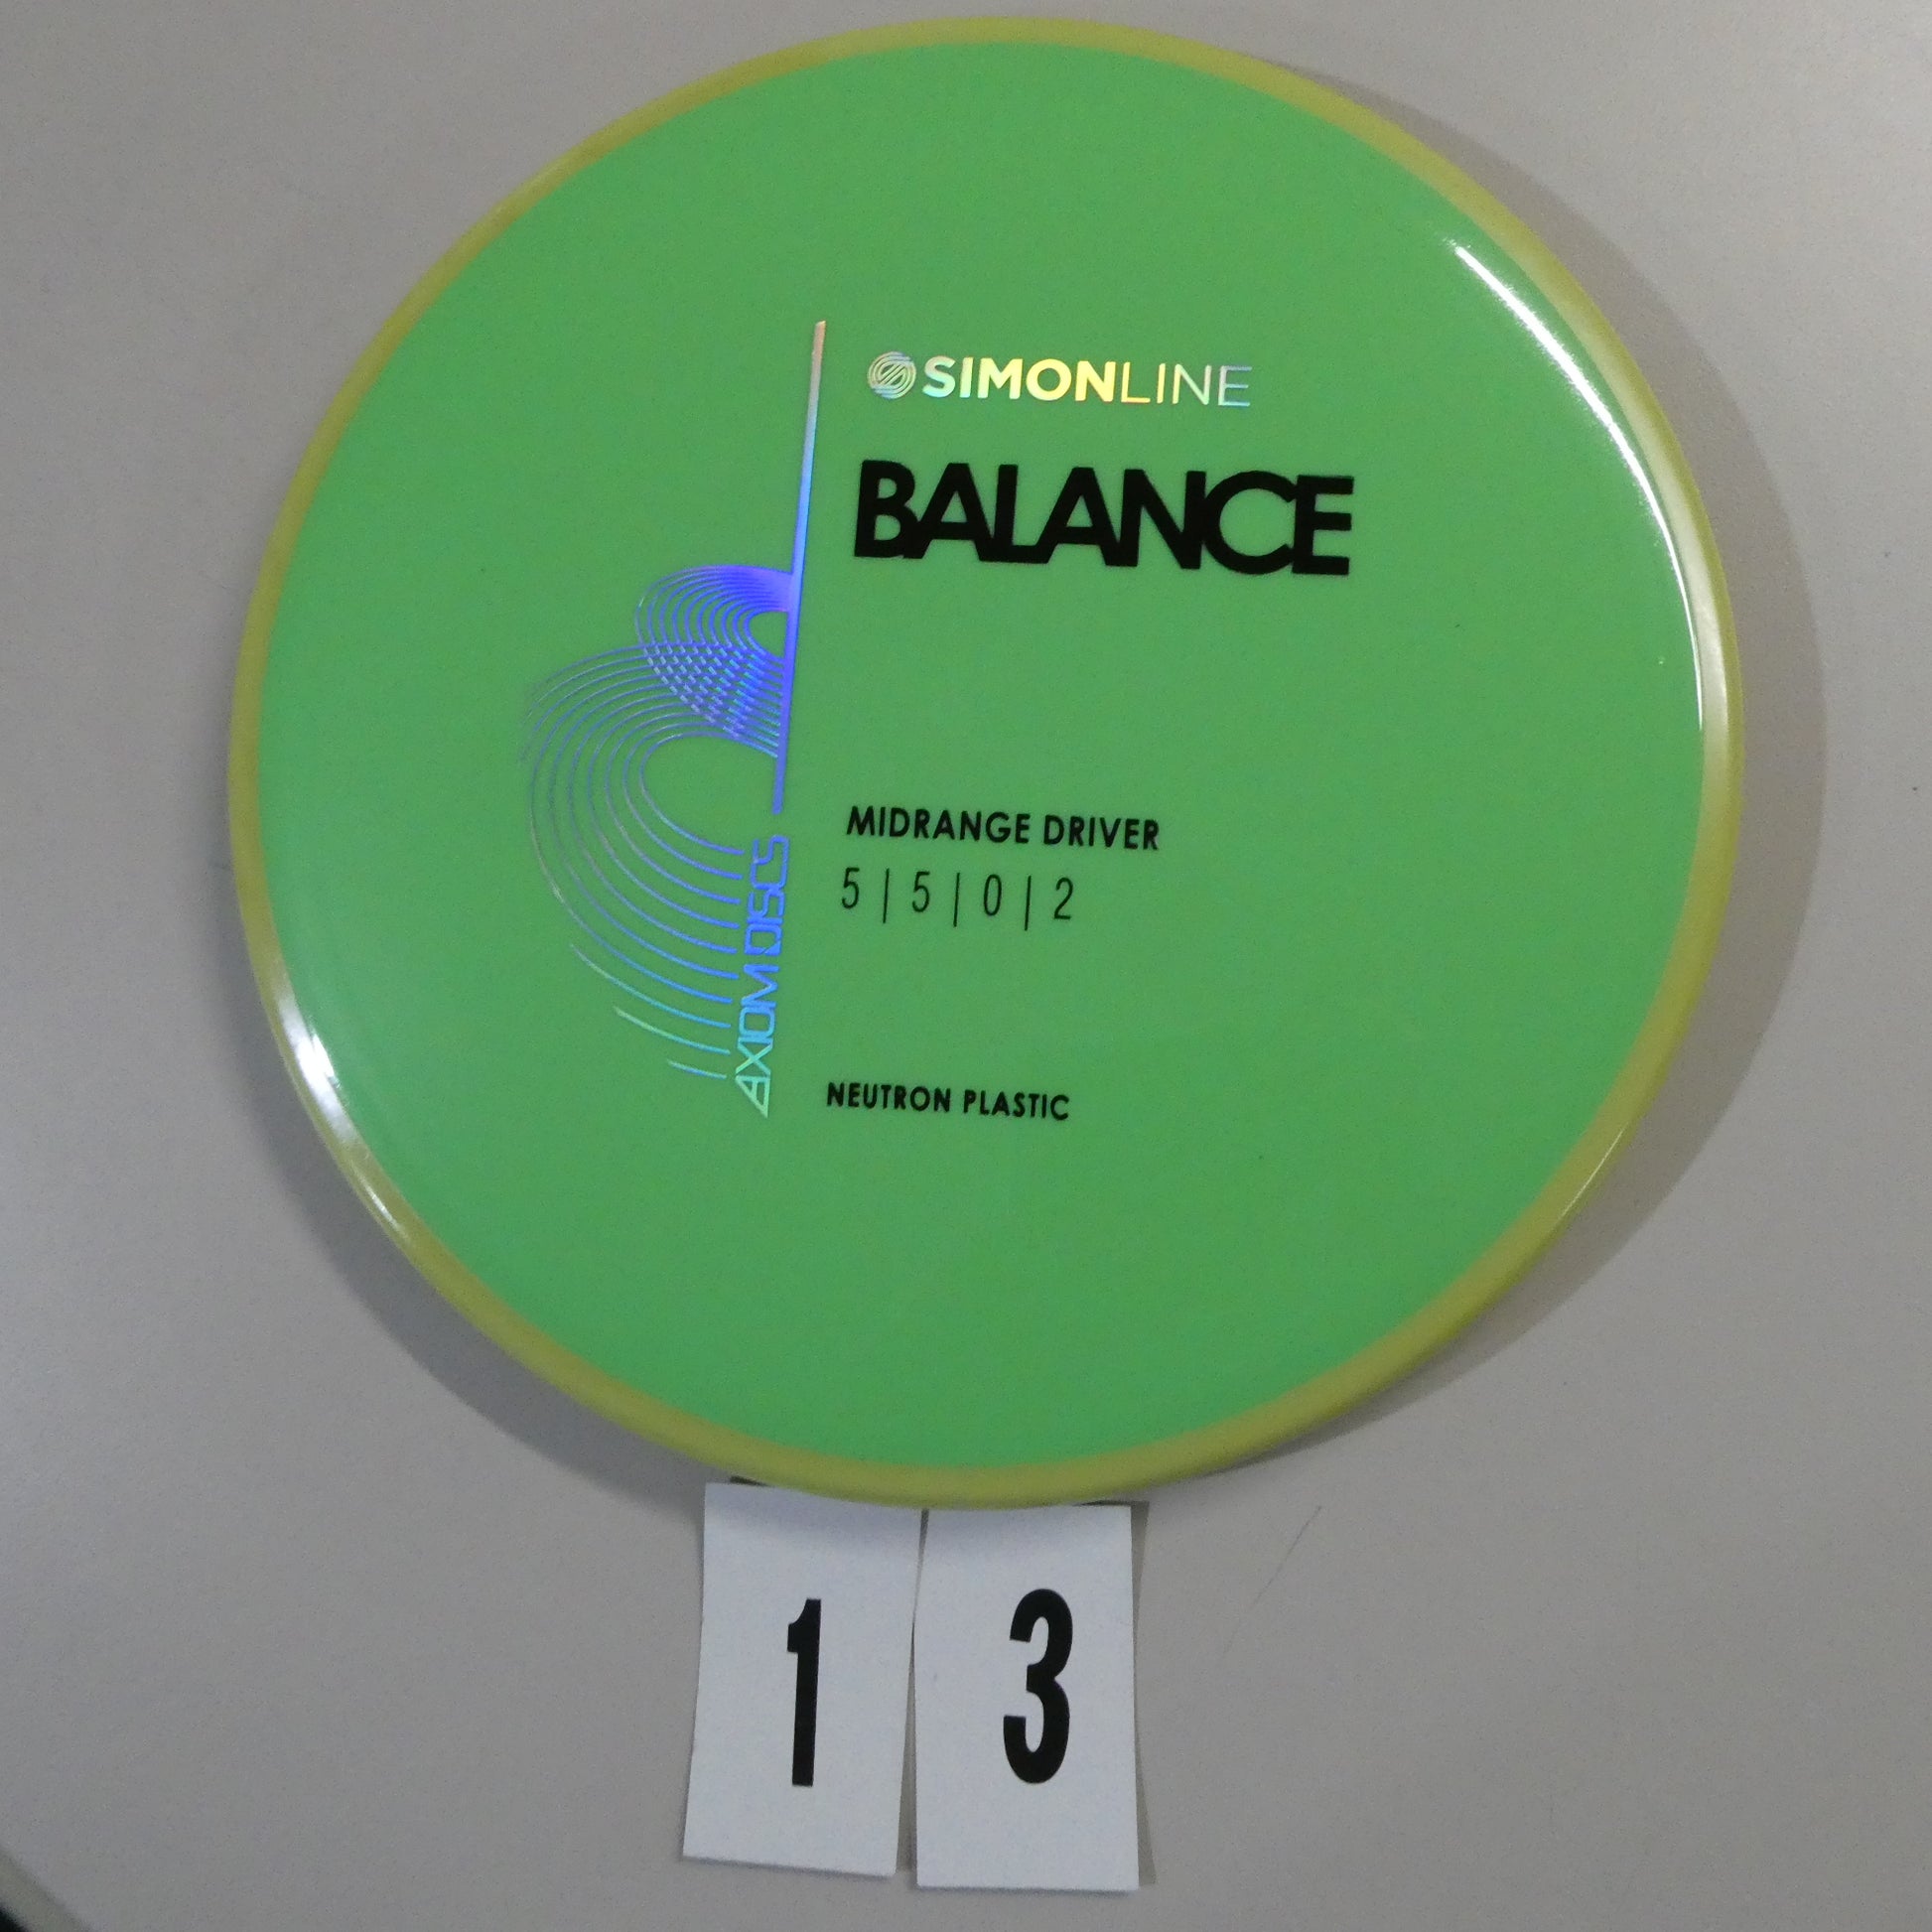 SIMONLINE
BALANCE
MIDRANGE DRIVER
5 | 5 | 0 | 2
AXIOM DISCS
NEUTRON PLASTIC
1 3